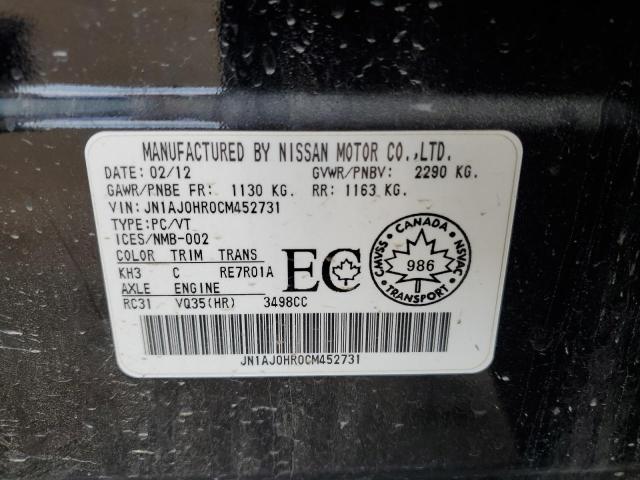 MANUFACTURED BY NISSAN MOTOR CO.,LTD.
DATE: 02/12 GVWR/PNBV: 2290 KG.
GAWR/PNBE FR: 1130 KG. RR: 1163 KG.
VIN: JN1AJ0HR0CM452731
TYPE: PC/VT
ICES/NMB-002
COLOR TRIM TRANS
KH3 C RE7R01A
AXLE ENGINE
RC31 VQ35(HR) 3498CC
EC
CANADA
CMVSS
NSVAC
986
TRANSPORT
JN1AJ0HR0CM452731